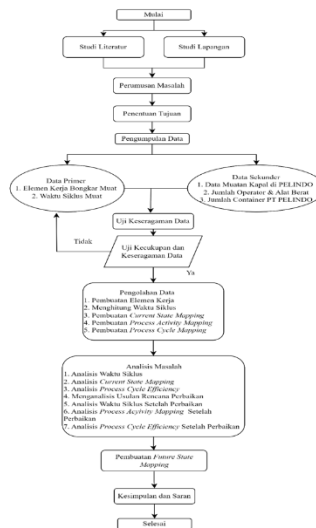 Mulai
Studi Literatur
Studi Lapangan
Perumusan Masalah
Penentuan Tujuan
Pengumpulan Data
Data Primer
1. Elemen Kerja Bongkar Muat
2. Waktu Siklus Muat
Data Sekunder
1. Data Muatan Kapal di PELINDO
2. Jumlah Operator & Alat Berat
3. Jumlah Container PT PELINDO
Uji Keseragaman Data
Tidak
Uji Kecukupan dan
Keseragaman Data
Ya
Pengolahan Data
1. Pembuatan Elemen Kerja
2. Menghitung Waktu Siklus
3. Pembuatan Current State Mapping
4. Pembuatan Process Activity Mapping
5. Pembuatan Process Cycle Mapping
Analisis Masalah
1. Analisis Waktu Siklus
2. Analisis Current State Mapping
3. Analisis Process Cycle Efficiency
4. Menganalisis Usulan Rencana Perbaikan
5. Analisis Waktu Siklus Setelah Perbaikan
6. Analisis Process Acytvity Mapping Setelah
Perbaikan
7. Analisis Process Cycle Efficiency Setelah Perbaikan
Pembuatan Future State
Mapping
Kesimpulan dan Saran
Selesai